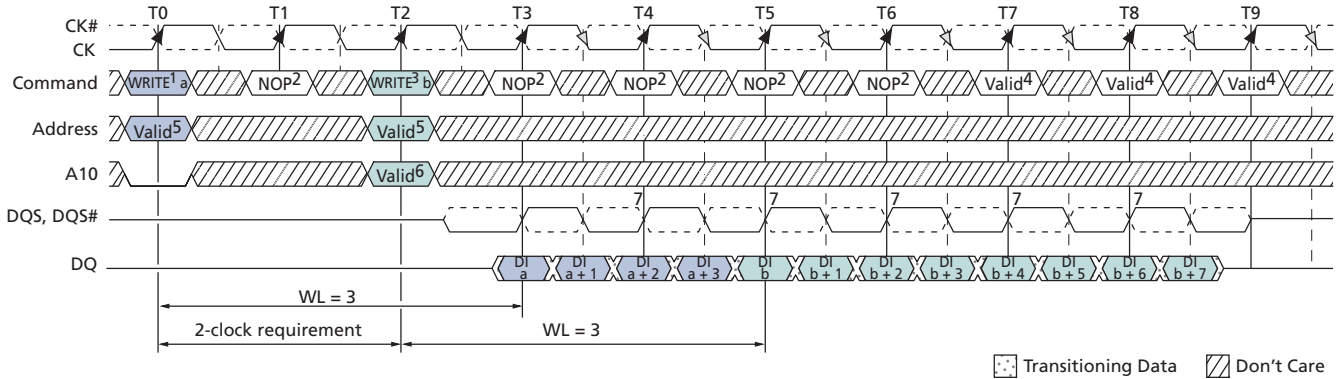 T0 T1 T2 T3 T4 T5 T6 T7 T8 T9
CK#
CK
Command WRITE¹ a NOP² WRITE³ b NOP² NOP² NOP² NOP² Valid⁴ Valid⁴ Valid⁴
Address Valid⁵ Valid⁵
A10 Valid⁶
7 7 7 7 7
DQS, DQS#
DQ DI a DI a + 1 DI a + 2 DI a + 3 DI b DI b + 1 DI b + 2 DI b + 3 DI b + 4 DI b + 5 DI b + 6 DI b + 7
WL = 3
2-clock requirement WL = 3
Transitioning Data Don't Care